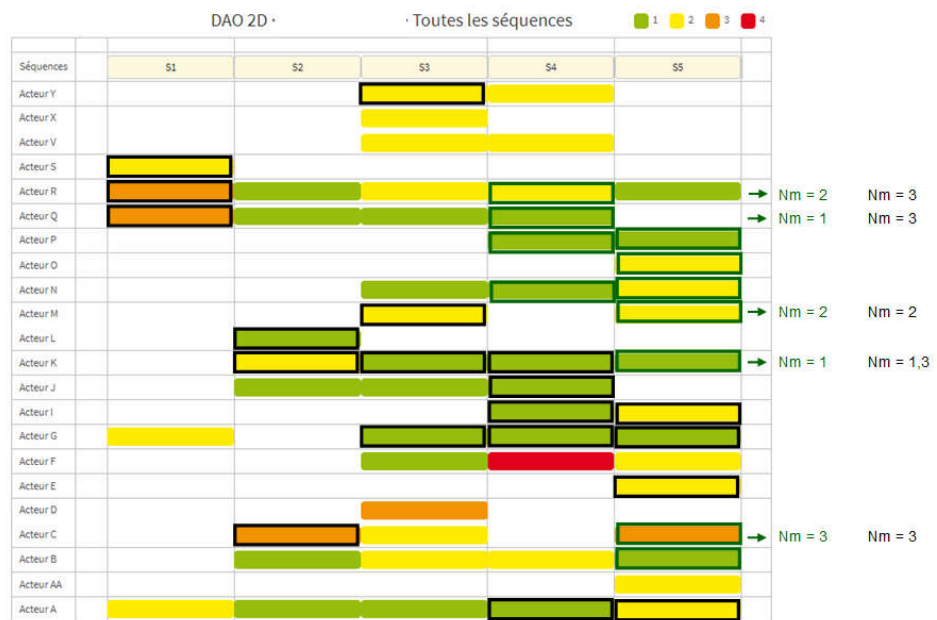 DAO 2D · · Toutes les séquences 1 2 3 4
Séquences S1 S2 S3 S4 S5
Acteur Y
Acteur X
Acteur V
Acteur S
Acteur R Nm = 2 Nm = 3
Acteur Q Nm = 1 Nm = 3
Acteur P
Acteur O
Acteur N
Acteur M Nm = 2 Nm = 2
Acteur L
Acteur K Nm = 1 Nm = 1,3
Acteur J
Acteur I
Acteur G
Acteur F
Acteur E
Acteur D
Acteur C Nm = 3 Nm = 3
Acteur B
Acteur AA
Acteur A